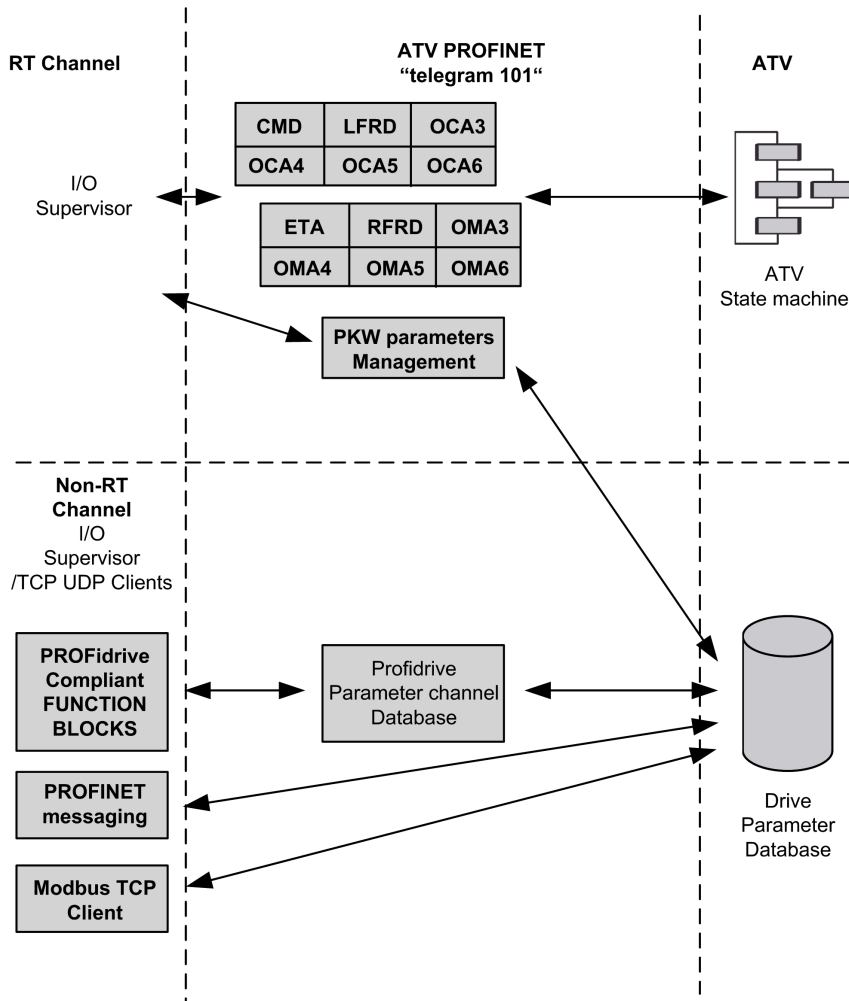 RT Channel
ATV PROFINET
“telegram 101“
ATV
CMD LFRD OCA3
OCA4 OCA5 OCA6
I/O
Supervisor
ETA RFRD OMA3
OMA4 OMA5 OMA6
ATV
State machine
PKW parameters
Management
Non-RT
Channel
I/O
Supervisor
/TCP UDP Clients
PROFidrive
Compliant
FUNCTION
BLOCKS
Profidrive
Parameter channel
Database
PROFINET
messaging
Drive
Parameter
Database
Modbus TCP
Client